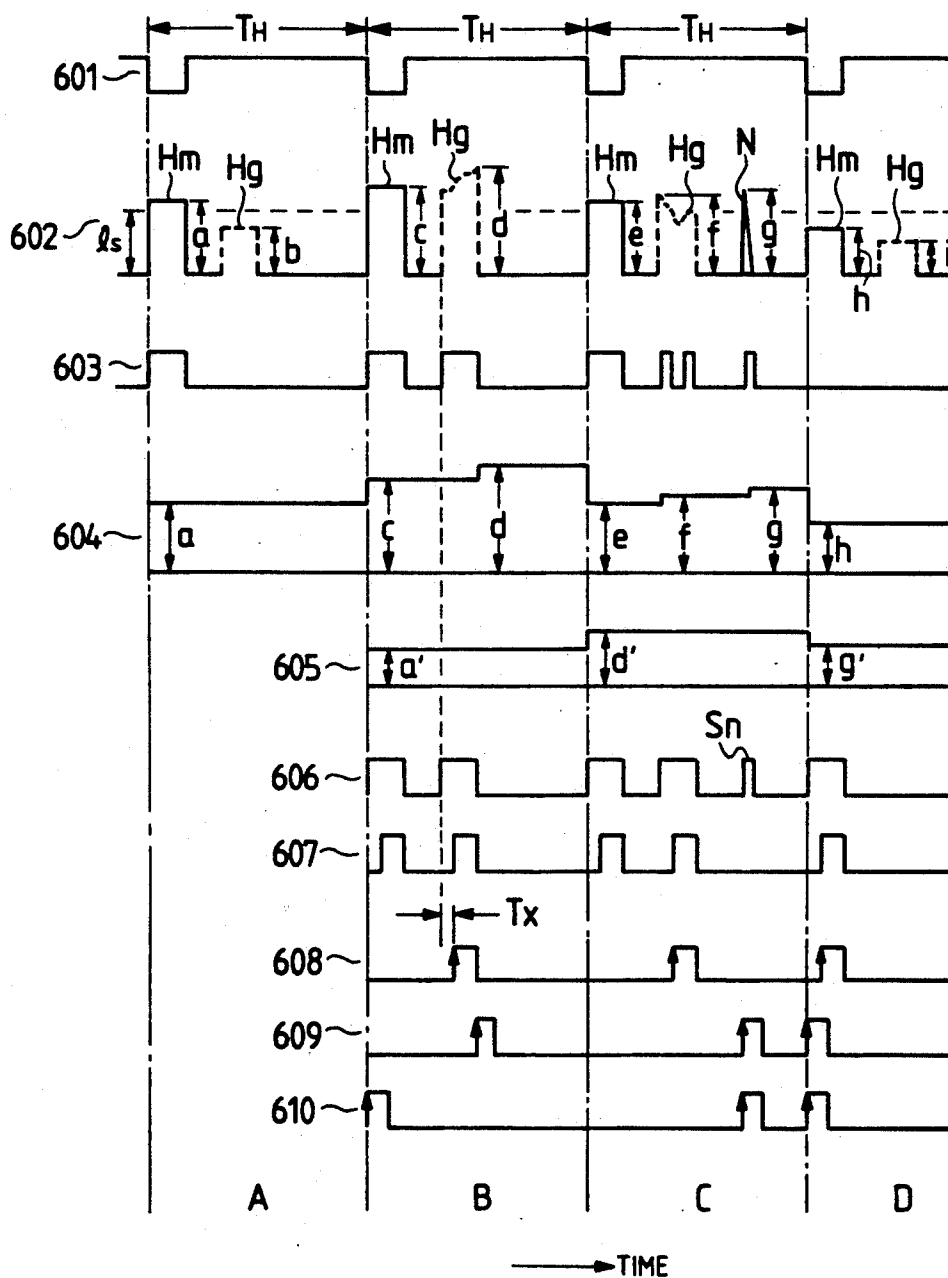 TH TH TH
601
Hm Hg Hm Hg Hm Hg N Hm Hg
602 ls a b c d e f g h
603
604 a c d e f g h
605 a' d' g'
Sn
606
607
Tx
608
609
610
A B C D
TIME